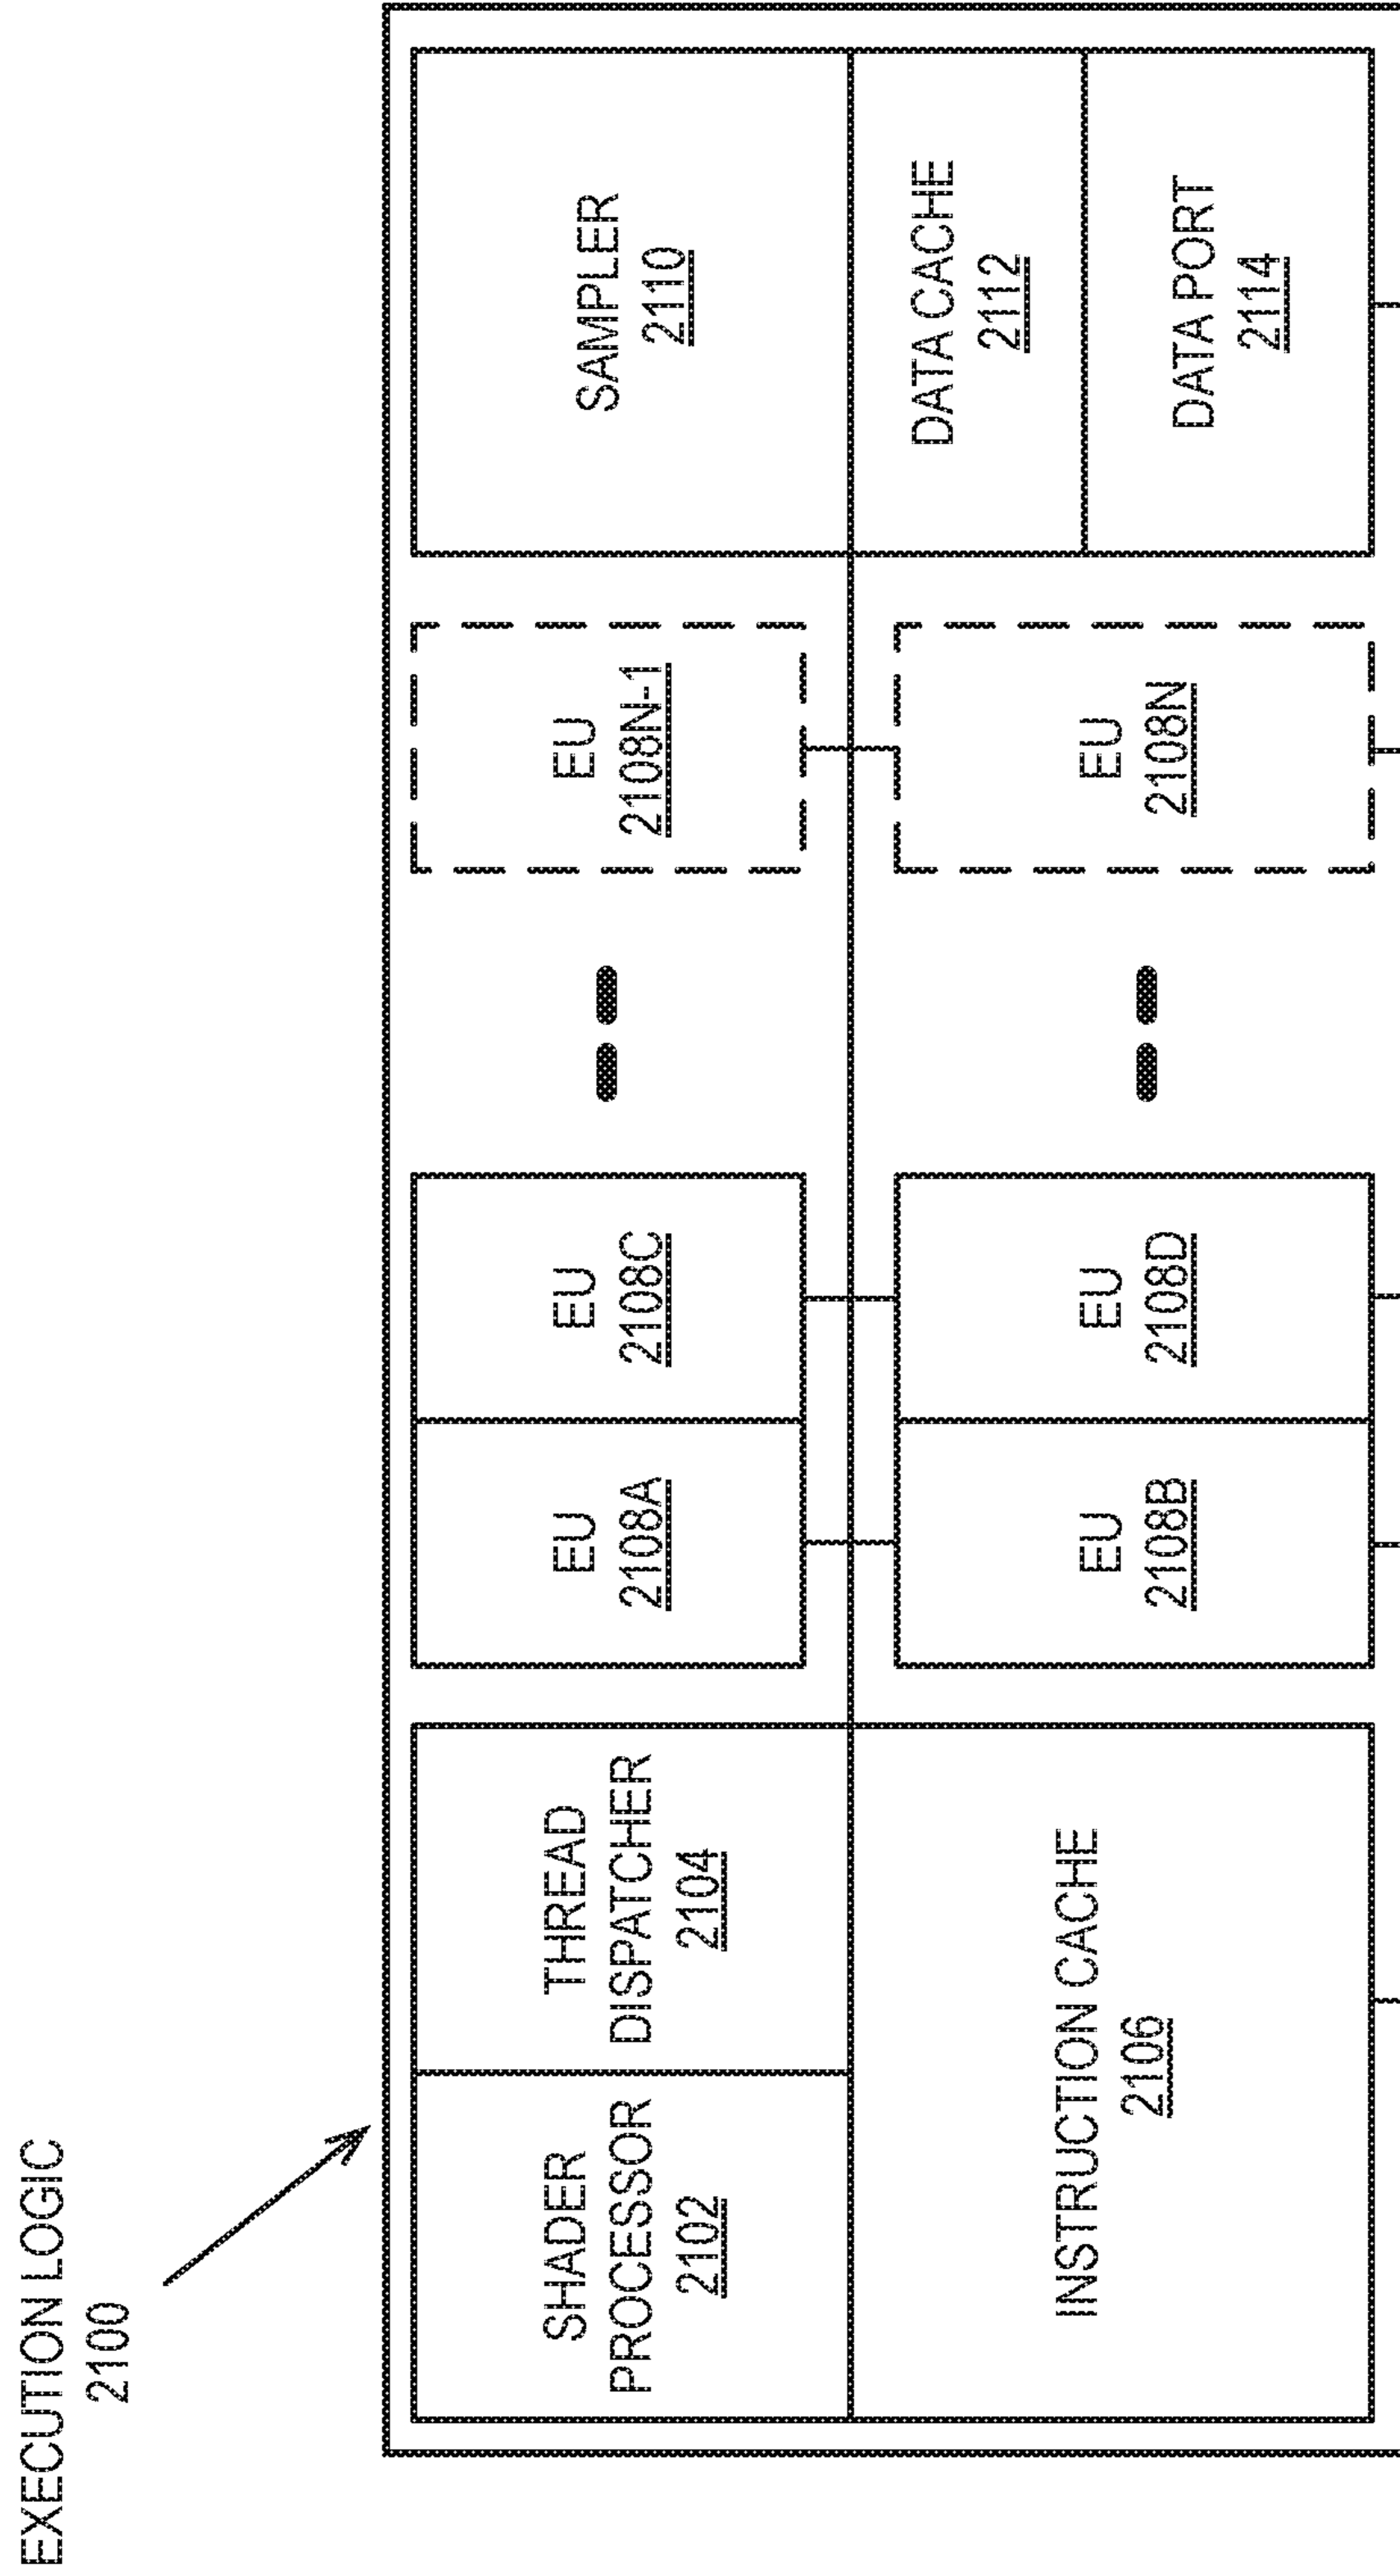 EXECUTION LOGIC
2100
SHADER
PROCESSOR
2102
THREAD
DISPATCHER
2104
INSTRUCTION CACHE
2106
EU
2108A
EU
2108C
EU
2108N-1
EU
2108B
EU
2108D
EU
2108N
SAMPLER
2110
DATA CACHE
2112
DATA PORT
2114